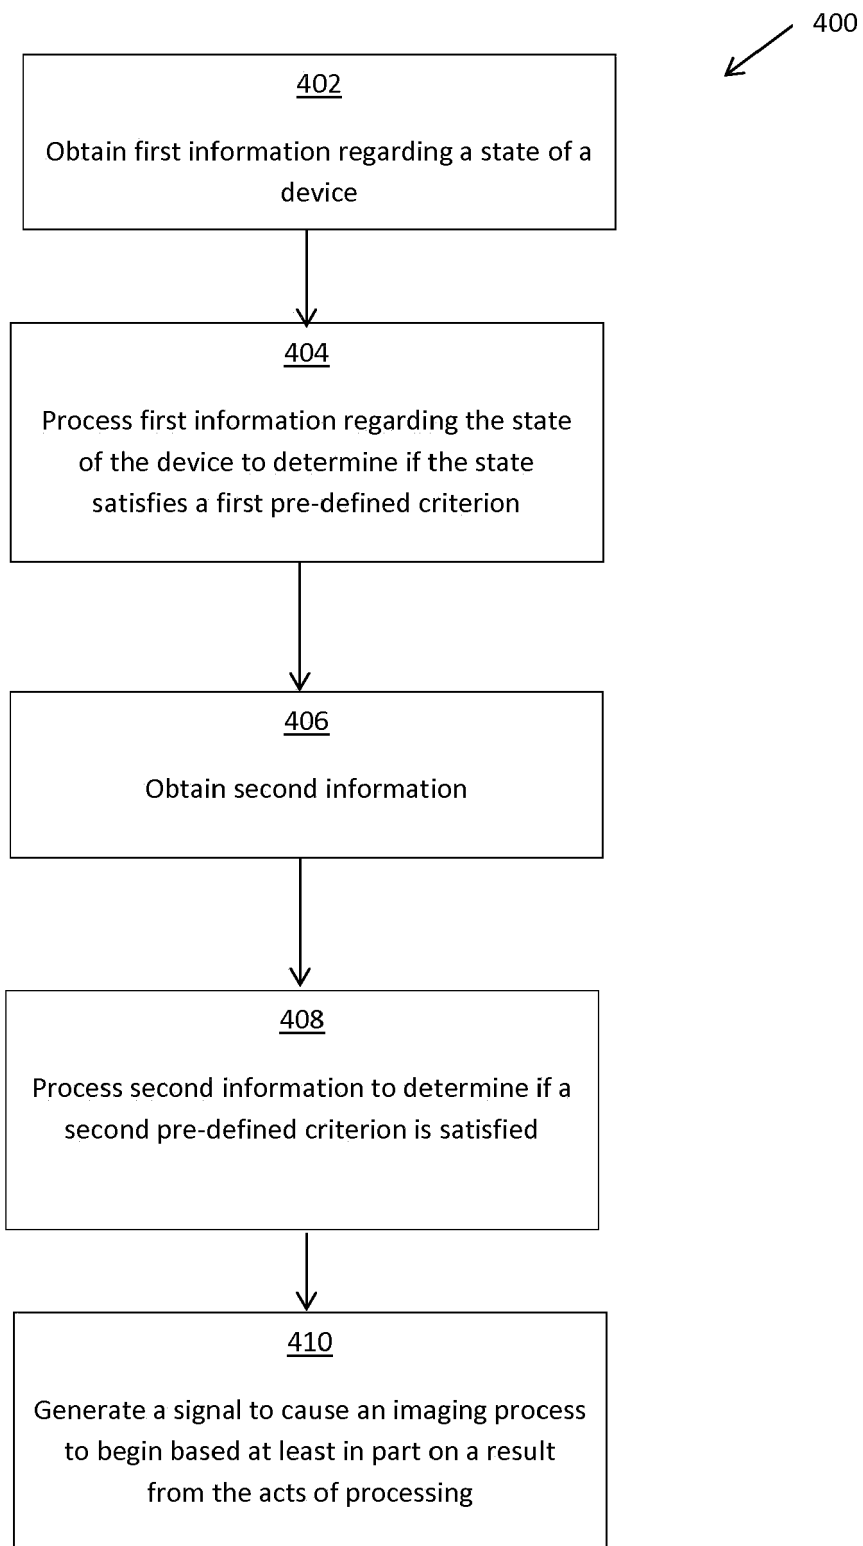 400
402
Obtain first information regarding a state of a
device
404
Process first information regarding the state
of the device to determine if the state
satisfies a first pre-defined criterion
406
Obtain second information
408
Process second information to determine if a
second pre-defined criterion is satisfied
410
Generate a signal to cause an imaging process
to begin based at least in part on a result
from the acts of processing